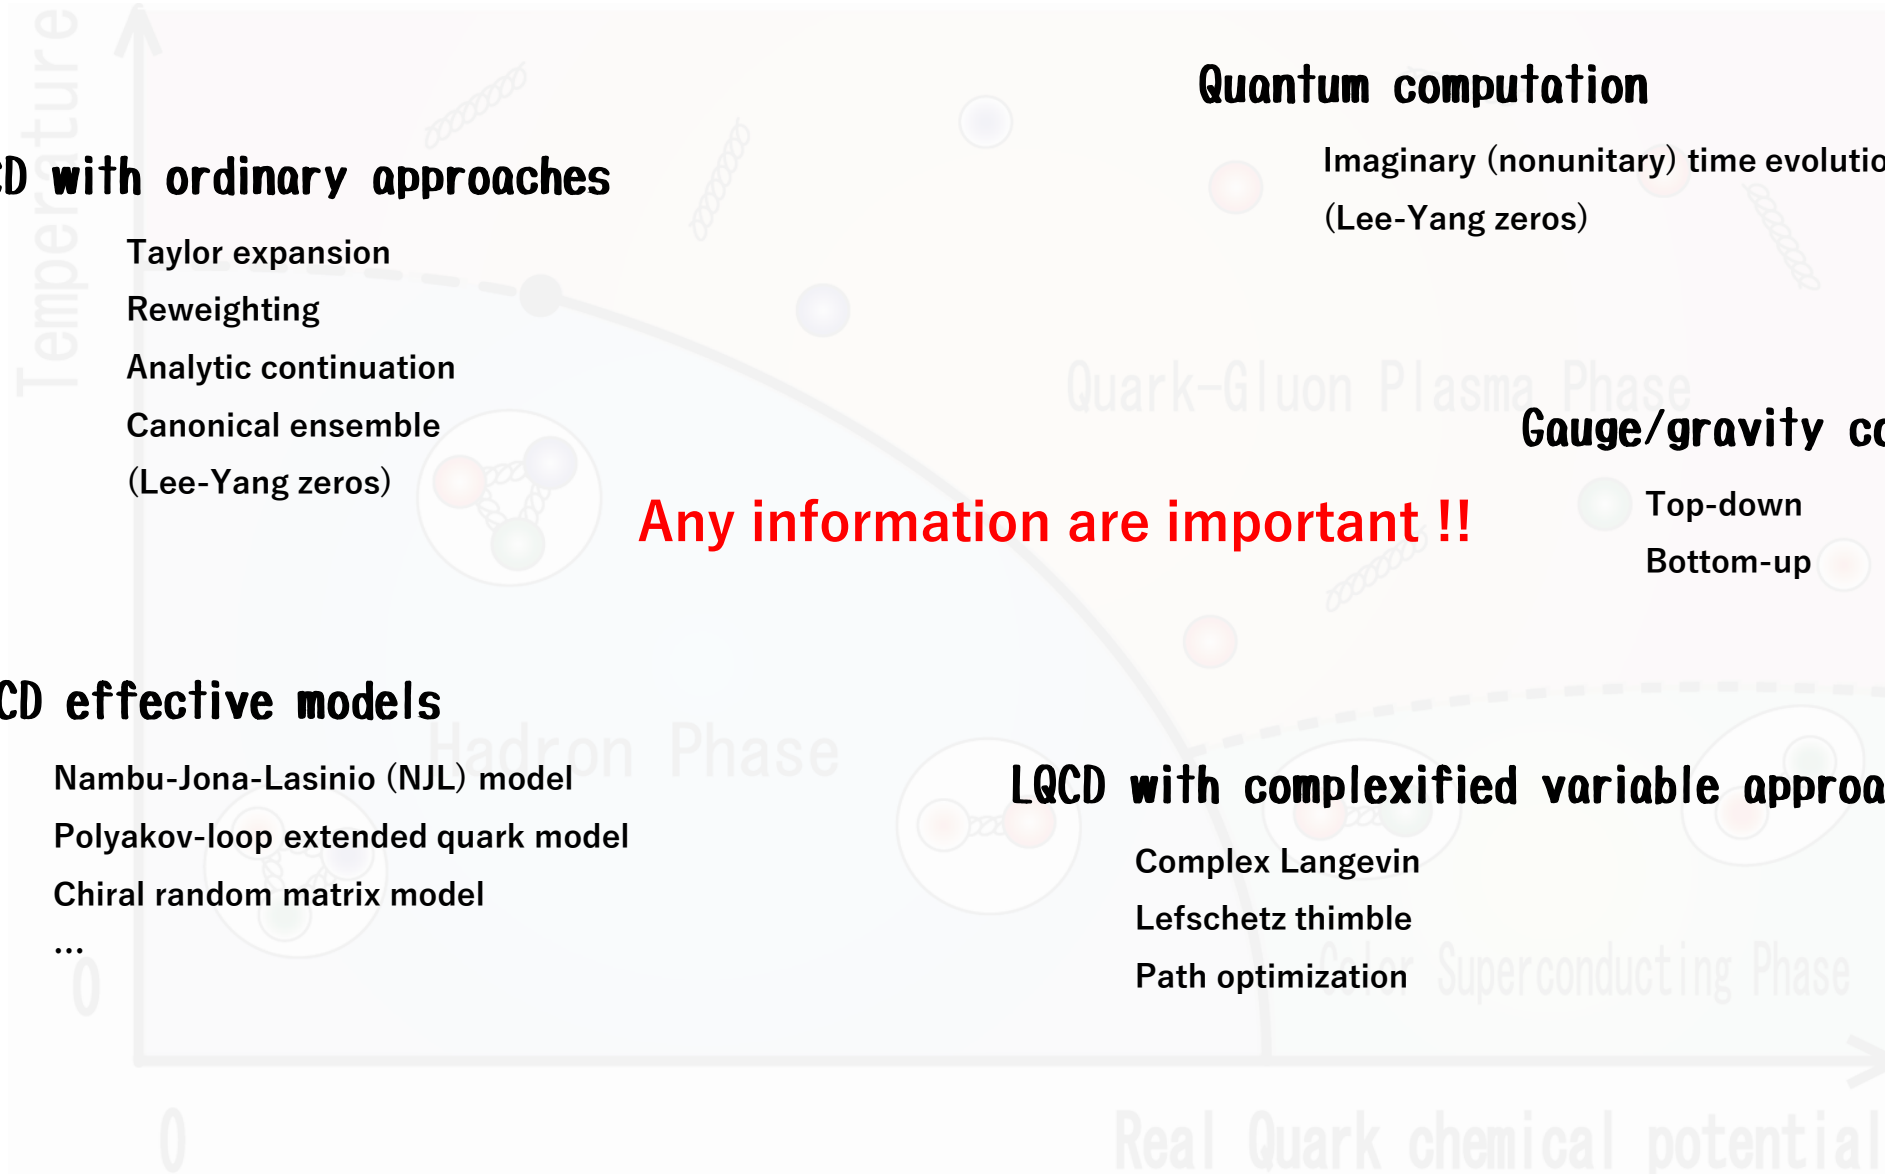 Temperature
Quantum computation
Imaginary (nonunitary) time evolutio
(Lee-Yang zeros)
CD with ordinary approaches
Taylor expansion
Reweighting
Analytic continuation
Canonical ensemble
(Lee-Yang zeros)
Quark-Gluon Plasma Phase
Gauge/gravity co
Top-down
Bottom-up
Any information are important !!
CD effective models
Hadron Phase
Nambu-Jona-Lasinio (NJL) model
Polyakov-loop extended quark model
Chiral random matrix model
...
LQCD with complexified variable approa
Complex Langevin
Lefschetz thimble
Path optimization
Color Superconducting Phase
0
0
Real Quark chemical potential